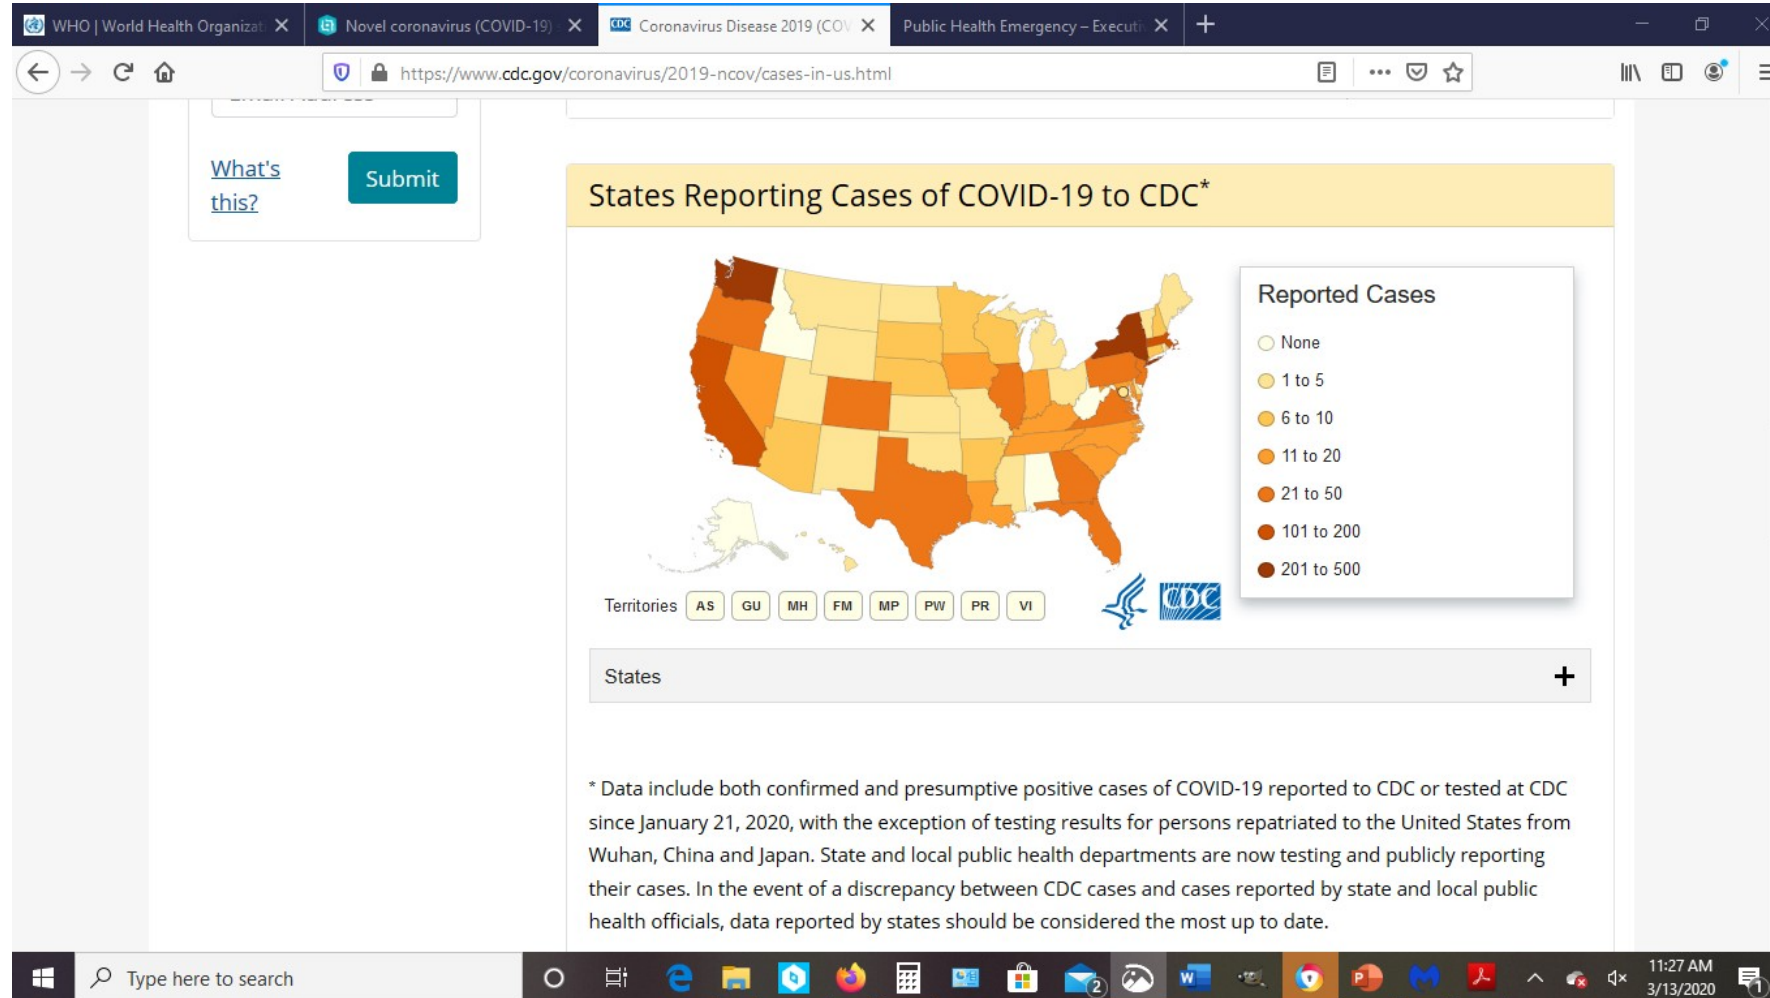 WHO | World Health Organizati
Novel coronavirus (COVID-19)
CDC Coronavirus Disease 2019 (COV
Public Health Emergency – Executi
https://www.cdc.gov/coronavirus/2019-ncov/cases-in-us.html
What's
this?
Submit
States Reporting Cases of COVID-19 to CDC*
Reported Cases
None
1 to 5
6 to 10
11 to 20
21 to 50
101 to 200
201 to 500
Territories AS GU MH FM MP PW PR VI
CDC
States
* Data include both confirmed and presumptive positive cases of COVID-19 reported to CDC or tested at CDC
since January 21, 2020, with the exception of testing results for persons repatriated to the United States from
Wuhan, China and Japan. State and local public health departments are now testing and publicly reporting
their cases. In the event of a discrepancy between CDC cases and cases reported by state and local public
health officials, data reported by states should be considered the most up to date.
Type here to search
2
W
P
11:27 AM
3/13/2020
1